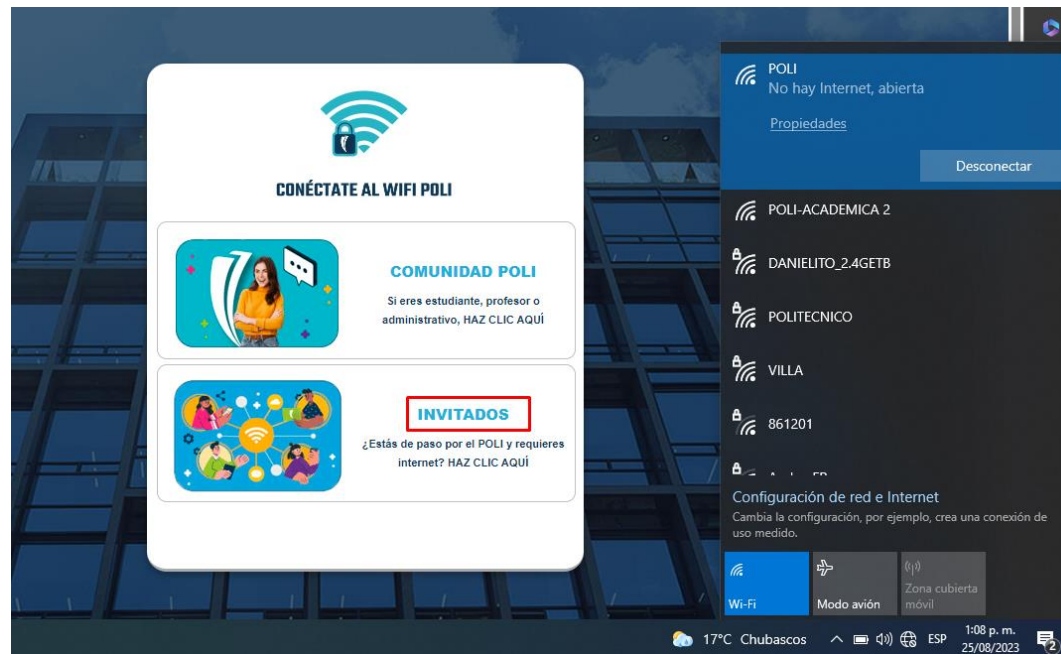 CONÉCTATE AL WIFI POLI
COMUNIDAD POLI
Si eres estudiante, profesor o
administrativo, HAZ CLIC AQUÍ
INVITADOS
¿Estás de paso por el POLI y requieres
internet? HAZ CLIC AQUÍ
POLI
No hay Internet, abierta
Propiedades
Desconectar
POLI-ACADEMICA 2
DANIELITO_2.4GETB
POLITECNICO
VILLA
861201
Configuración de red e Internet
Cambia la configuración, por ejemplo, crea una conexión de
uso medido.
Wi-Fi
Modo avión
Zona cubierta
móvil
17°C Chubascos
ESP
1:08 p. m.
25/08/2023
2